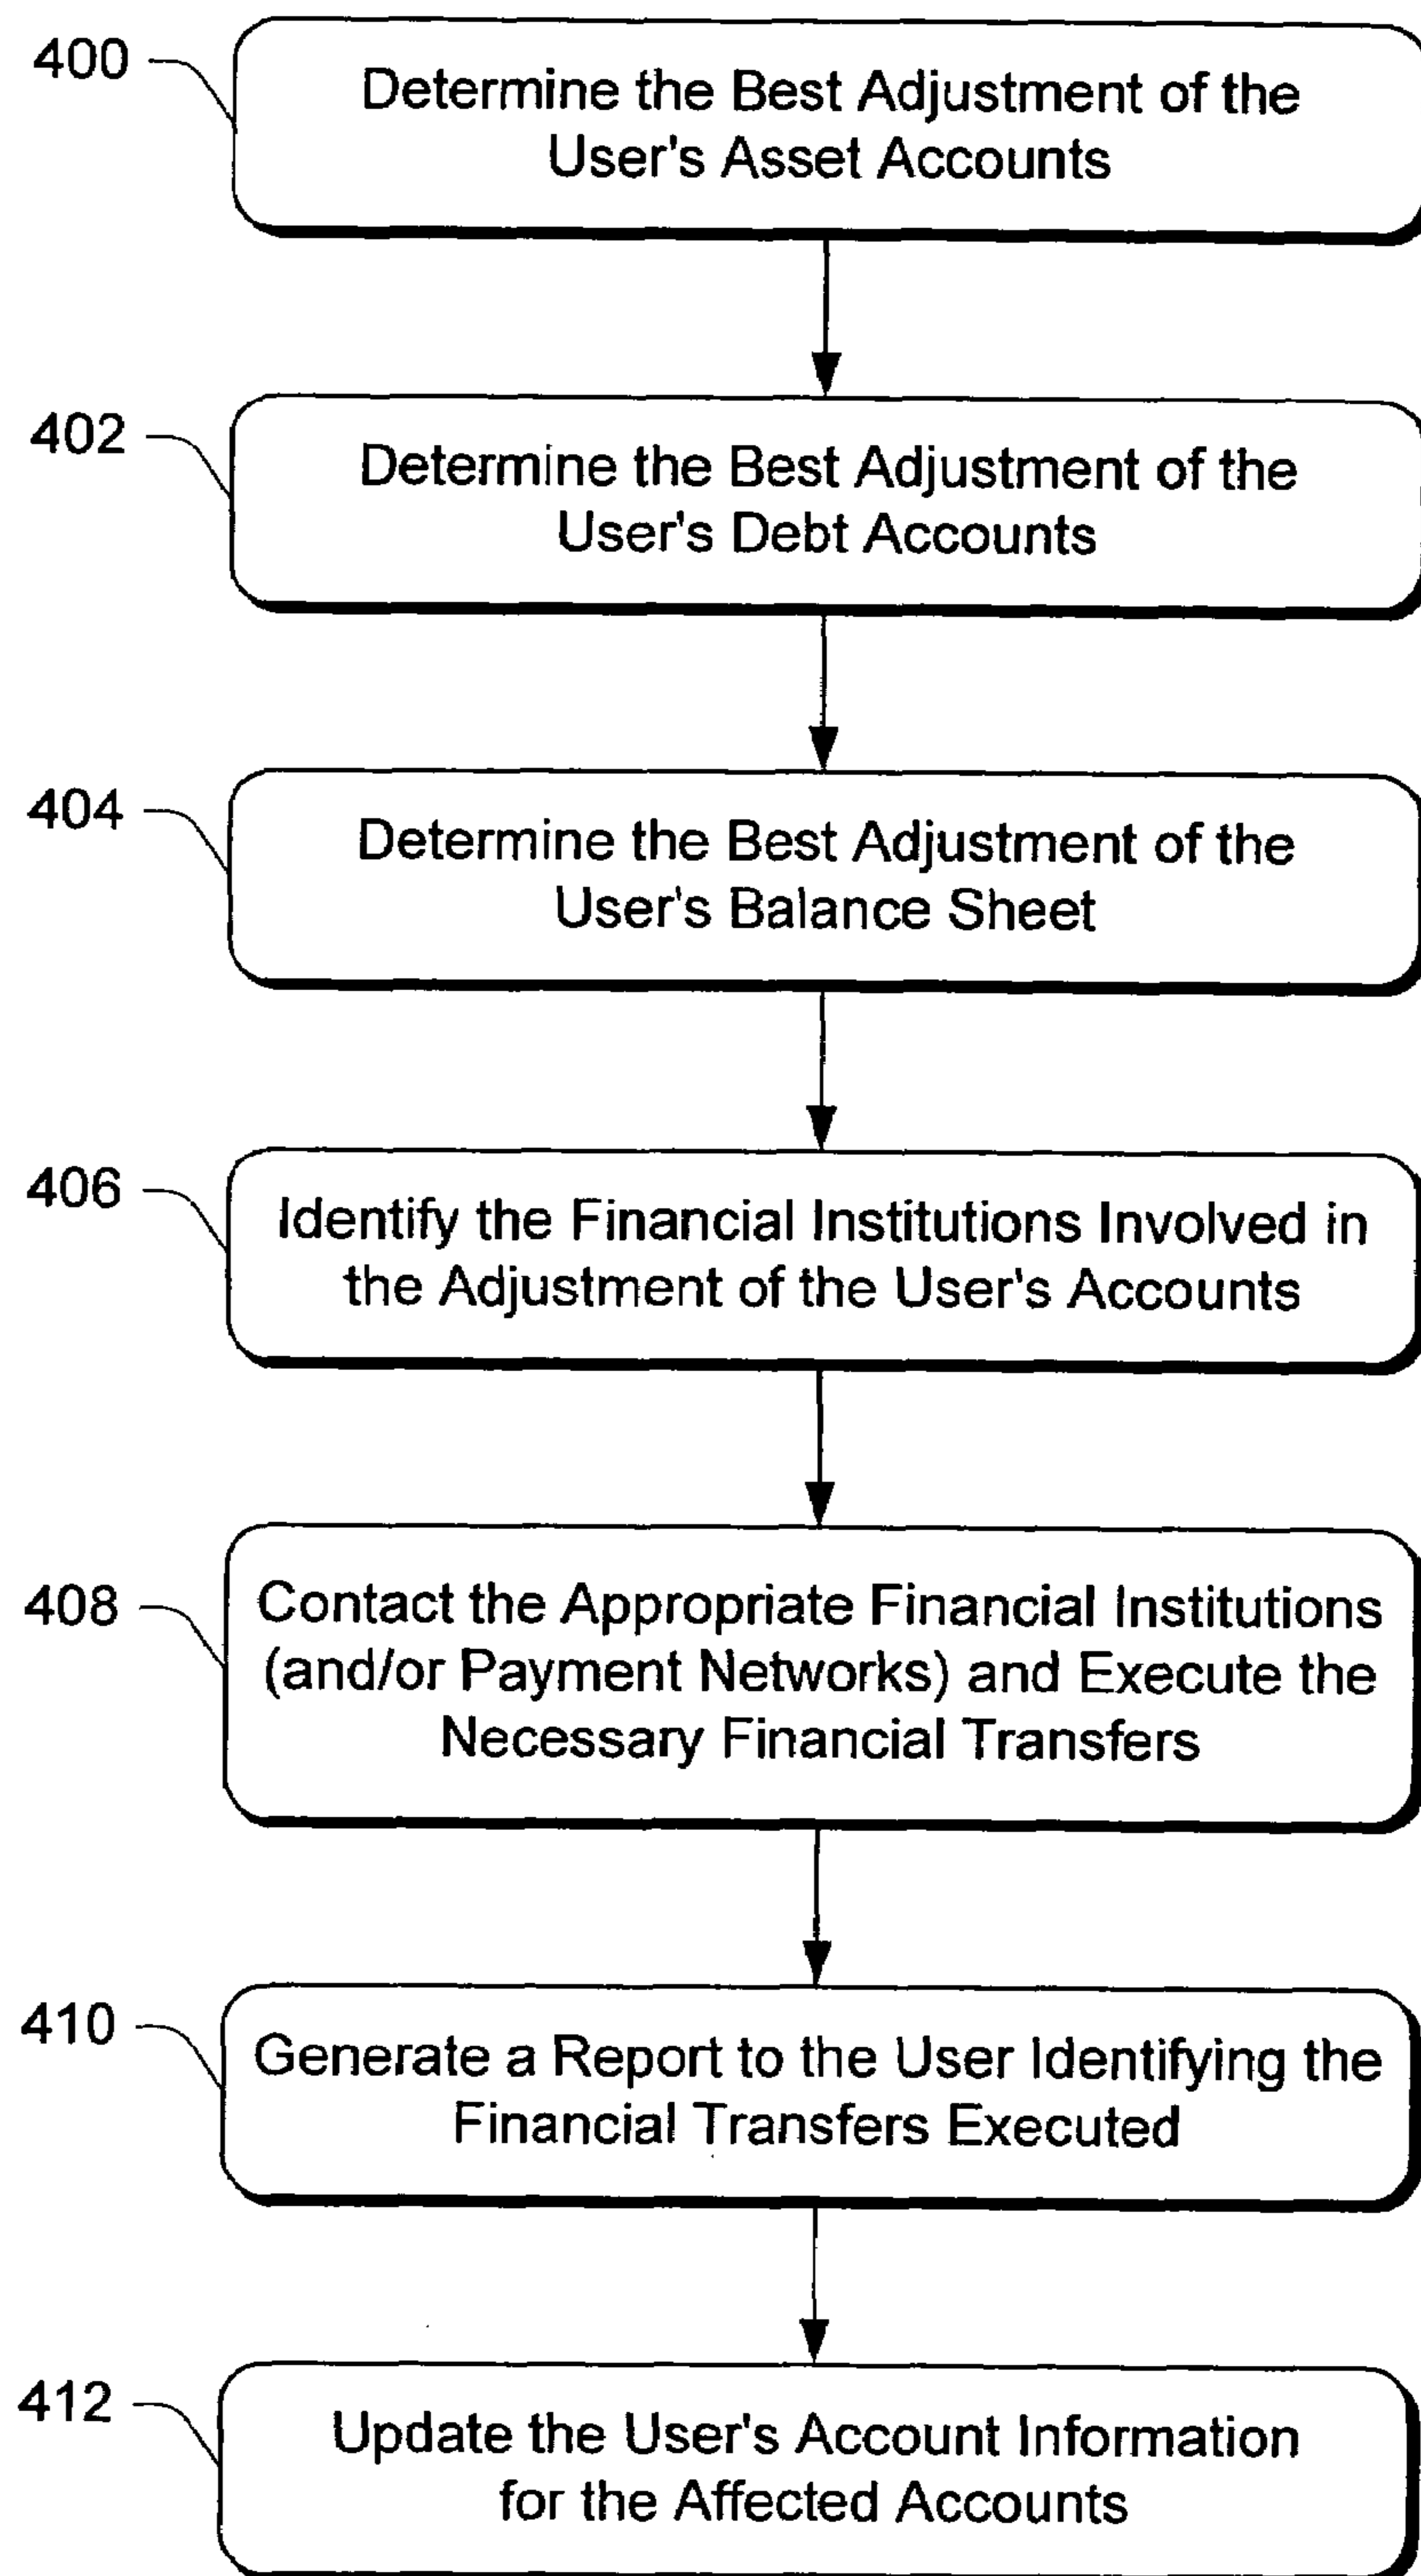 400
Determine the Best Adjustment of the
User's Asset Accounts
402
Determine the Best Adjustment of the
User's Debt Accounts
404
Determine the Best Adjustment of the
User's Balance Sheet
406
Identify the Financial Institutions Involved in
the Adjustment of the User's Accounts
408
Contact the Appropriate Financial Institutions
(and/or Payment Networks) and Execute the
Necessary Financial Transfers
410
Generate a Report to the User Identifying the
Financial Transfers Executed
412
Update the User's Account Information
for the Affected Accounts